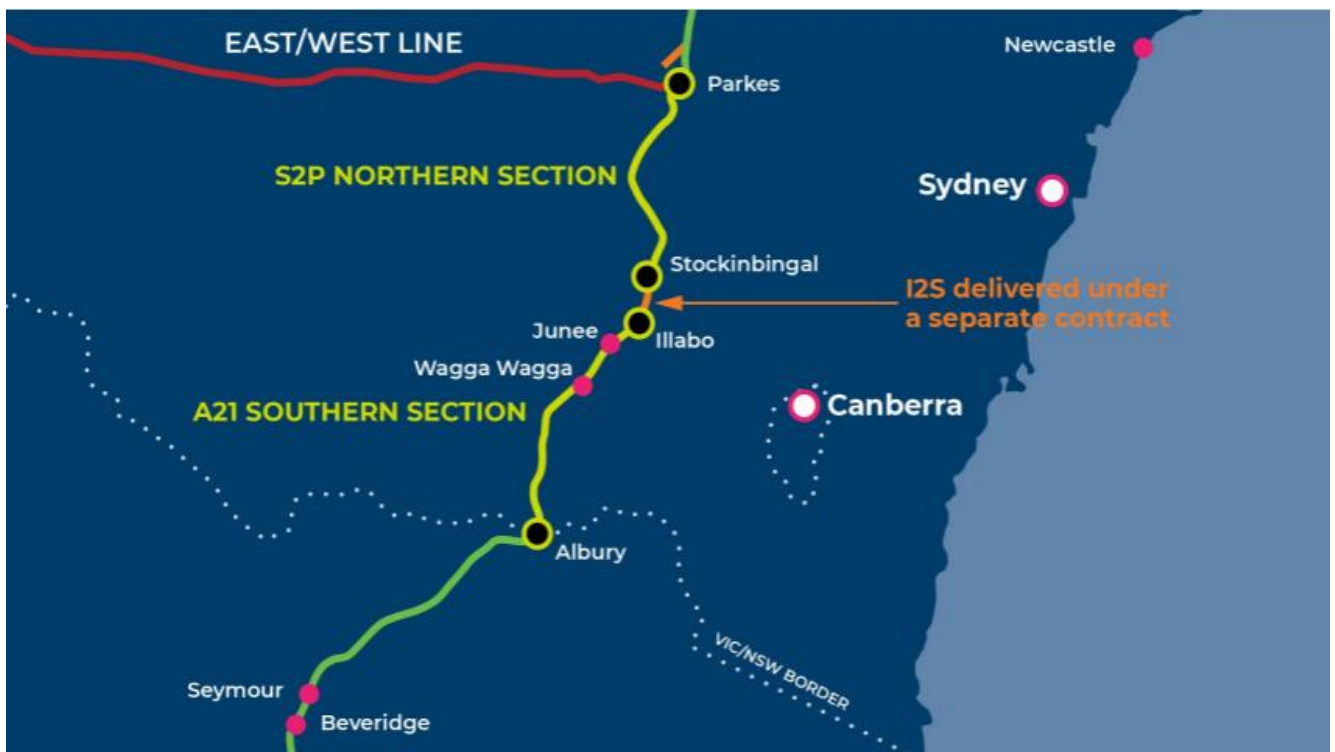 EAST/WEST LINE
Newcastle
Parkes
S2P NORTHERN SECTION
Sydney
Stockinbingal
I2S delivered under
a separate contract
Junee
Illabo
Wagga Wagga
A21 SOUTHERN SECTION
Canberra
Albury
VIC/NSW BORDER
Seymour
Beveridge